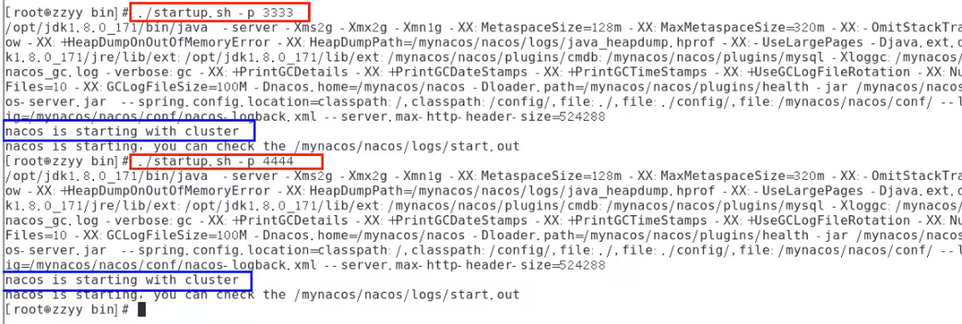 [root@zzyy bin]# ./startup.sh -p 3333
/opt/jdk1.8.0_171/bin/java  -server -Xms2g -Xmx2g -Xmn1g -XX:MetaspaceSize=128m -XX:MaxMetaspaceSize=320m -XX:-OmitStackTra
ow -XX:+HeapDumpOnOutOfMemoryError -XX:HeapDumpPath=/mynacos/nacos/logs/java_heapdump.hprof -XX:-UseLargePages -Djava.ext.d
k1.8.0_171/jre/lib/ext:/opt/jdk1.8.0_171/lib/ext:/mynacos/nacos/plugins/cmdb:/mynacos/nacos/plugins/mysql -Xloggc:/mynacos/
nacos_gc.log -verbose:gc -XX:+PrintGCDetails -XX:+PrintGCDateStamps -XX:+PrintGCTimeStamps -XX:+UseGCLogFileRotation -XX:Nu
Files=10 -XX:GCLogFileSize=100M -Dnacos.home=/mynacos/nacos -Dloader.path=/mynacos/nacos/plugins/health -jar /mynacos/nac
os-server.jar  --spring.config.location=classpath:/,classpath:/config/,file:./,file:./config/,file:/mynacos/nacos/conf/ --l
ig=/mynacos/nacos/conf/nacos-logback.xml --server.max-http-header-size=524288
nacos is starting with cluster
nacos is starting, you can check the /mynacos/nacos/logs/start.out
[root@zzyy bin]# ./startup.sh -p 4444
/opt/jdk1.8.0_171/bin/java  -server -Xms2g -Xmx2g -Xmn1g -XX:MetaspaceSize=128m -XX:MaxMetaspaceSize=320m -XX:-OmitStackTra
ow -XX:+HeapDumpOnOutOfMemoryError -XX:HeapDumpPath=/mynacos/nacos/logs/java_heapdump.hprof -XX:-UseLargePages -Djava.ext.d
k1.8.0_171/jre/lib/ext:/opt/jdk1.8.0_171/lib/ext:/mynacos/nacos/plugins/cmdb:/mynacos/nacos/plugins/mysql -Xloggc:/mynacos/
nacos_gc.log -verbose:gc -XX:+PrintGCDetails -XX:+PrintGCDateStamps -XX:+PrintGCTimeStamps -XX:+UseGCLogFileRotation -XX:Nu
Files=10 -XX:GCLogFileSize=100M -Dnacos.home=/mynacos/nacos -Dloader.path=/mynacos/nacos/plugins/health -jar /mynacos/nac
os-server.jar  --spring.config.location=classpath:/,classpath:/config/,file:./,file:./config/,file:/mynacos/nacos/conf/ --l
ig=/mynacos/nacos/conf/nacos-logback.xml --server.max-http-header-size=524288
nacos is starting with cluster
nacos is starting, you can check the /mynacos/nacos/logs/start.out
[root@zzyy bin]#